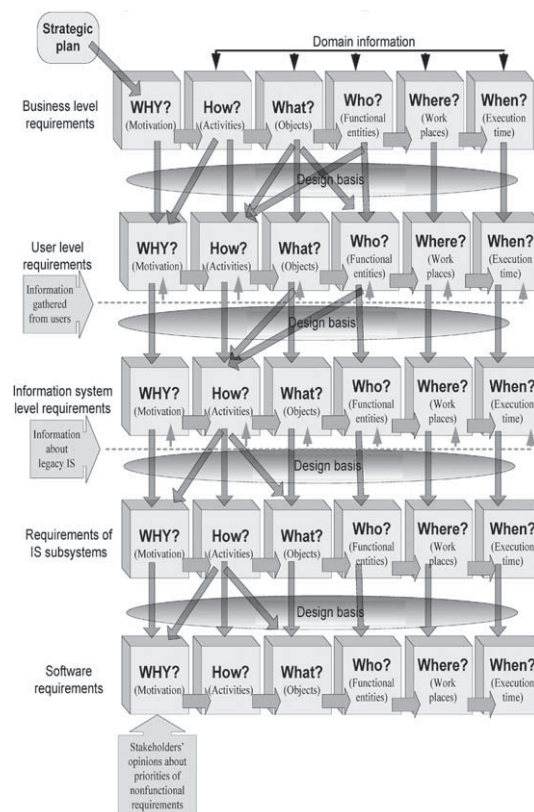 Strategic
plan
Domain information
Business level
requirements
WHY?
(Motivation)
How?
(Activities)
What?
(Objects)
Who?
(Functional
entities)
Where?
(Work
places)
When?
(Execution
time)
Design basis
User level
requirements
WHY?
(Motivation)
How?
(Activities)
What?
(Objects)
Who?
(Functional
entities)
Where?
(Work
places)
When?
(Execution
time)
Information
gathered
from users
Design basis
Information system
level requirements
WHY?
(Motivation)
How?
(Activities)
What?
(Objects)
Who?
(Functional
entities)
Where?
(Work
places)
When?
(Execution
time)
Information
about
legacy IS
Design basis
Requirements of
IS subsystems
WHY?
(Motivation)
How?
(Activities)
What?
(Objects)
Who?
(Functional
entities)
Where?
(Work
places)
When?
(Execution
time)
Design basis
Software
requirements
WHY?
(Motivation)
How?
(Activities)
What?
(Objects)
Who?
(Functional
entities)
Where?
(Work
places)
When?
(Execution
time)
Stakeholders'
opinions about
priorities of
nonfunctional
requirements